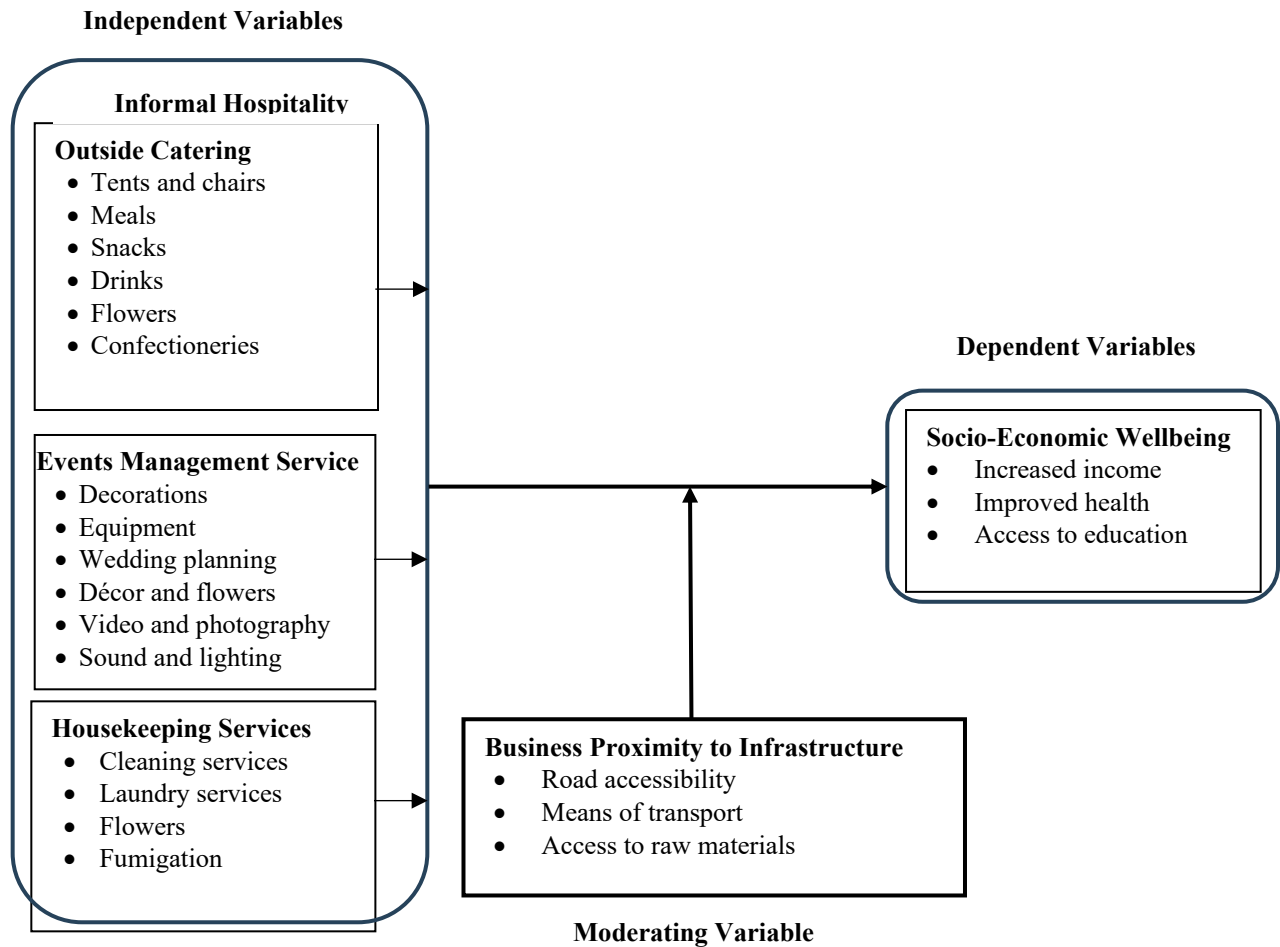 Independent Variables
Informal Hospitality
Outside Catering
• Tents and chairs
• Meals
• Snacks
• Drinks
• Flowers
• Confectioneries
Events Management Service
• Decorations
• Equipment
• Wedding planning
• Décor and flowers
• Video and photography
• Sound and lighting
Housekeeping Services
• Cleaning services
• Laundry services
• Flowers
• Fumigation
Business Proximity to Infrastructure
• Road accessibility
• Means of transport
• Access to raw materials
Moderating Variable
Dependent Variables
Socio-Economic Wellbeing
• Increased income
• Improved health
• Access to education